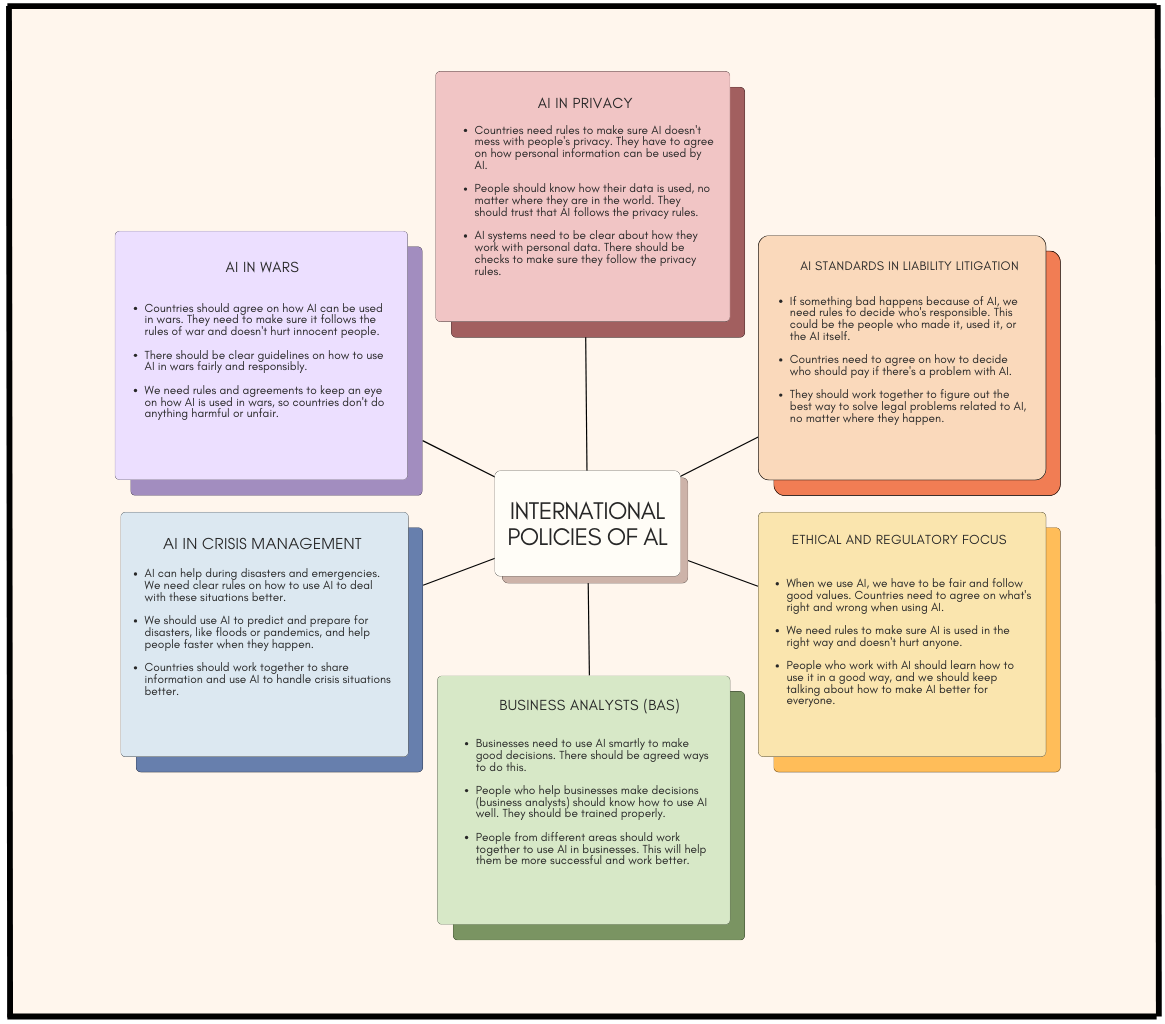 AI IN PRIVACY
• Countries need rules to make sure AI doesn't
mess with people's privacy. They have to agree
on how personal information can be used by
AI.
• People should know how their data is used, no
matter where they are in the world. They
should trust that AI follows the privacy rules.
• AI systems need to be clear about how they
work with personal data. There should be
checks to make sure they follow the privacy
rules.
AI IN WARS
• Countries should agree on how AI can be used
in wars. They need to make sure it follows the
rules of war and doesn't hurt innocent people.
• There should be clear guidelines on how to use
AI in wars fairly and responsibly.
• We need rules and agreements to keep an eye
on how AI is used in wars, so countries don't do
anything harmful or unfair.
AI STANDARDS IN LIABILITY LITIGATION
• If something bad happens because of AI, we
need rules to decide who's responsible. This
could be the people who made it, used it, or
the AI itself.
• Countries need to agree on how to decide
who should pay if there's a problem with AI.
• They should work together to figure out the
best way to solve legal problems related to AI,
no matter where they happen.
INTERNATIONAL
POLICIES OF AL
AI IN CRISIS MANAGEMENT
• AI can help during disasters and emergencies.
We need clear rules on how to use AI to deal
with these situations better.
• We should use AI to predict and prepare for
disasters, like floods or pandemics, and help
people faster when they happen.
• Countries should work together to share
information and use AI to handle crisis situations
better.
ETHICAL AND REGULATORY FOCUS
• When we use AI, we have to be fair and follow
good values. Countries need to agree on what's
right and wrong when using AI.
• We need rules to make sure AI is used in the
right way and doesn't hurt anyone.
• People who work with AI should learn how to
use it in a good way, and we should keep
talking about how to make AI better for
everyone.
BUSINESS ANALYSTS (BAS)
• Businesses need to use AI smartly to make
good decisions. There should be agreed ways
to do this.
• People who help businesses make decisions
(business analysts) should know how to use AI
well. They should be trained properly.
• People from different areas should work
together to use AI in businesses. This will help
them be more successful and work better.